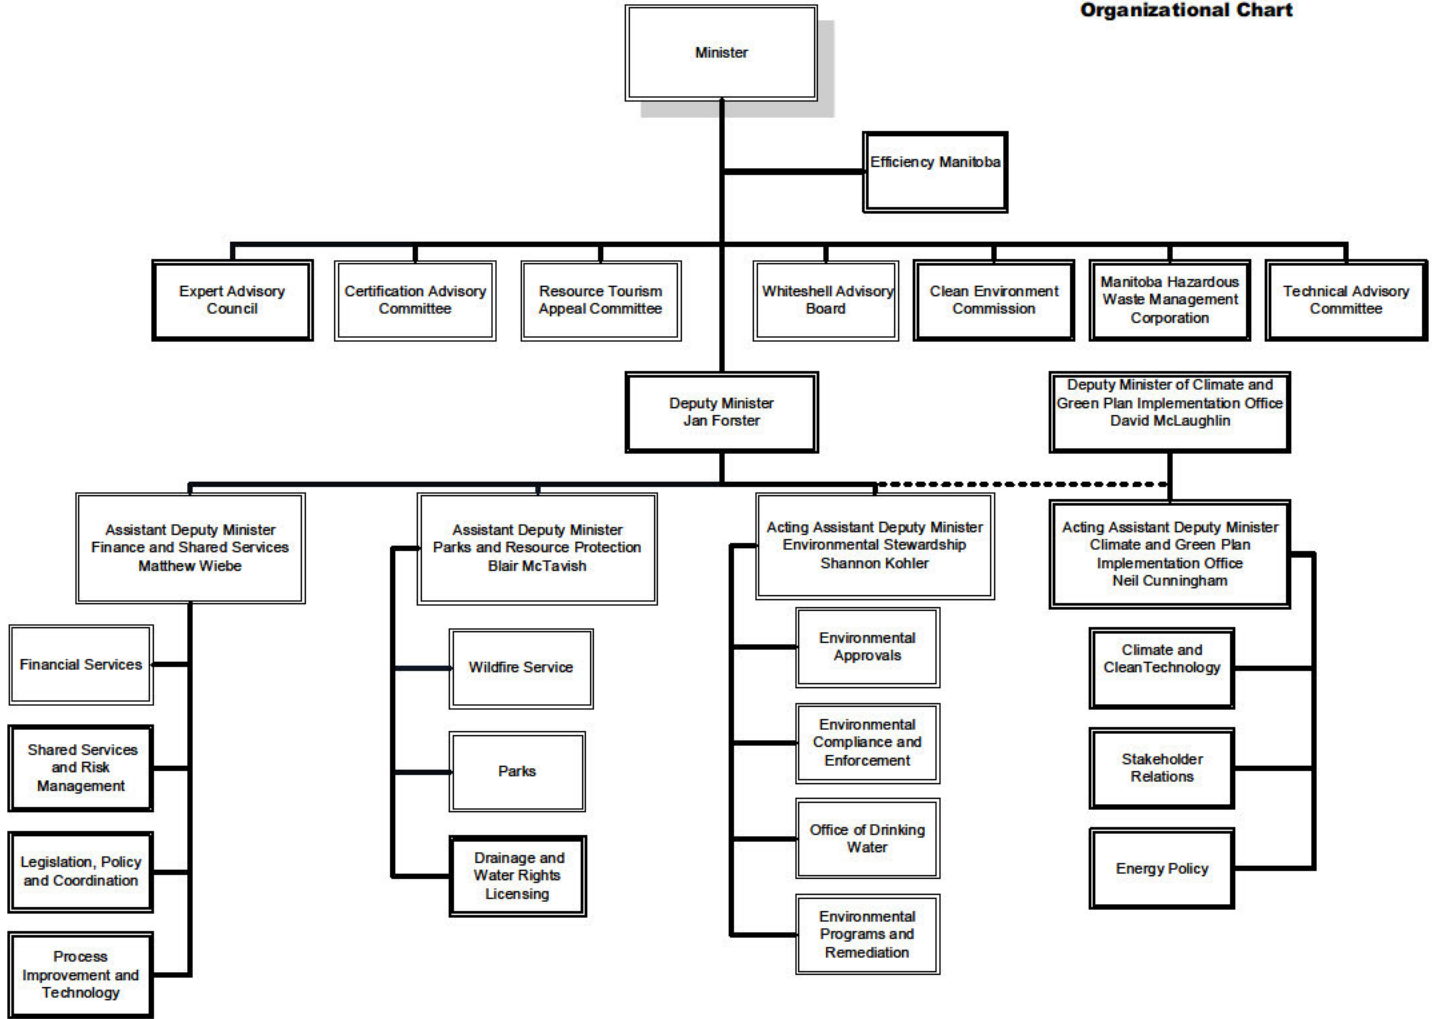 Organizational Chart
Minister
Efficiency Manitoba
Expert Advisory
Council
Certification Advisory
Committee
Resource Tourism
Appeal Committee
Whiteshell Advisory
Board
Clean Environment
Commission
Manitoba Hazardous
Waste Management
Corporation
Technical Advisory
Committee
Deputy Minister
Jan Forster
Deputy Minister of Climate and
Green Plan Implementation Office
David McLaughlin
Assistant Deputy Minister
Finance and Shared Services
Matthew Wiebe
Assistant Deputy Minister
Parks and Resource Protection
Blair McTavish
Acting Assistant Deputy Minister
Environmental Stewardship
Shannon Kohler
Acting Assistant Deputy Minister
Climate and Green Plan
Implementation Office
Neil Cunningham
Financial Services
Shared Services
and Risk
Management
Legislation, Policy
and Coordination
Process
Improvement and
Technology
Wildfire Service
Parks
Drainage and
Water Rights
Licensing
Environmental
Approvals
Environmental
Compliance and
Enforcement
Office of Drinking
Water
Environmental
Programs and
Remediation
Climate and
CleanTechnology
Stakeholder
Relations
Energy Policy